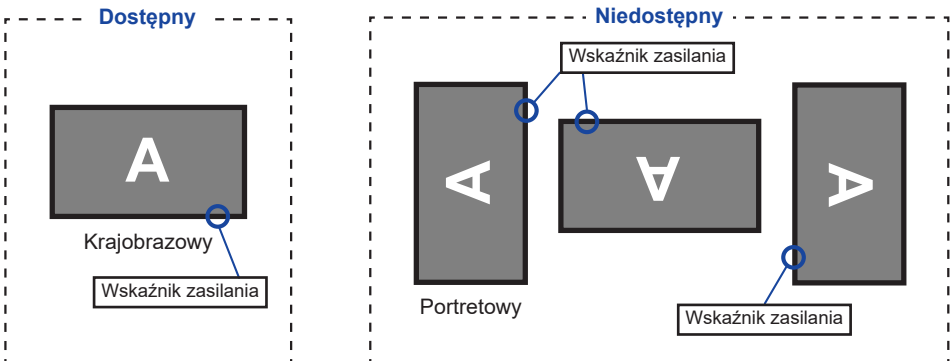 Dostępny
A
Krajobrazowy
Wskaźnik zasilania
Niedostępny
Wskaźnik zasilania
A
A
A
Portretowy
Wskaźnik zasilania